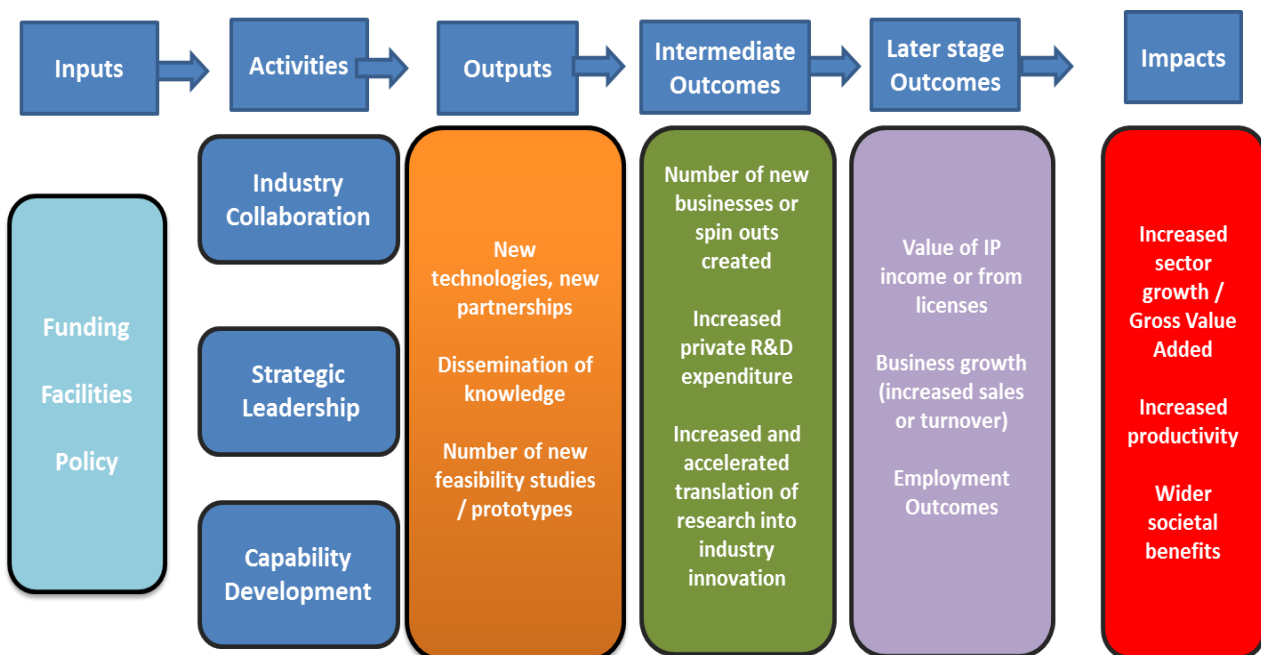 Inputs
Activities
Outputs
Intermediate
Outcomes
Later stage
Outcomes
Impacts
Funding
Facilities
Policy
Industry
Collaboration
Strategic
Leadership
Capability
Development
New
technologies, new
partnerships
Dissemination of
knowledge
Number of new
feasibility studies
/ prototypes
Number of new
businesses or
spin outs
created
Increased
private R&D
expenditure
Increased and
accelerated
translation of
research into
industry
innovation
Value of IP
income or from
licenses
Business growth
(increased sales
or turnover)
Employment
Outcomes
Increased
sector
growth /
Gross Value
Added
Increased
productivity
Wider
societal
benefits